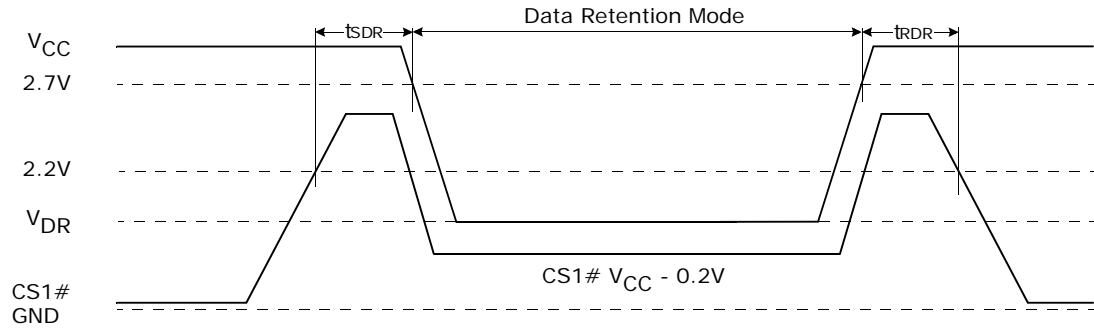 Data Retention Mode
tSDR
tRDR
VCC
2.7V
2.2V
VDR
CS1# VCC - 0.2V
CS1#
GND